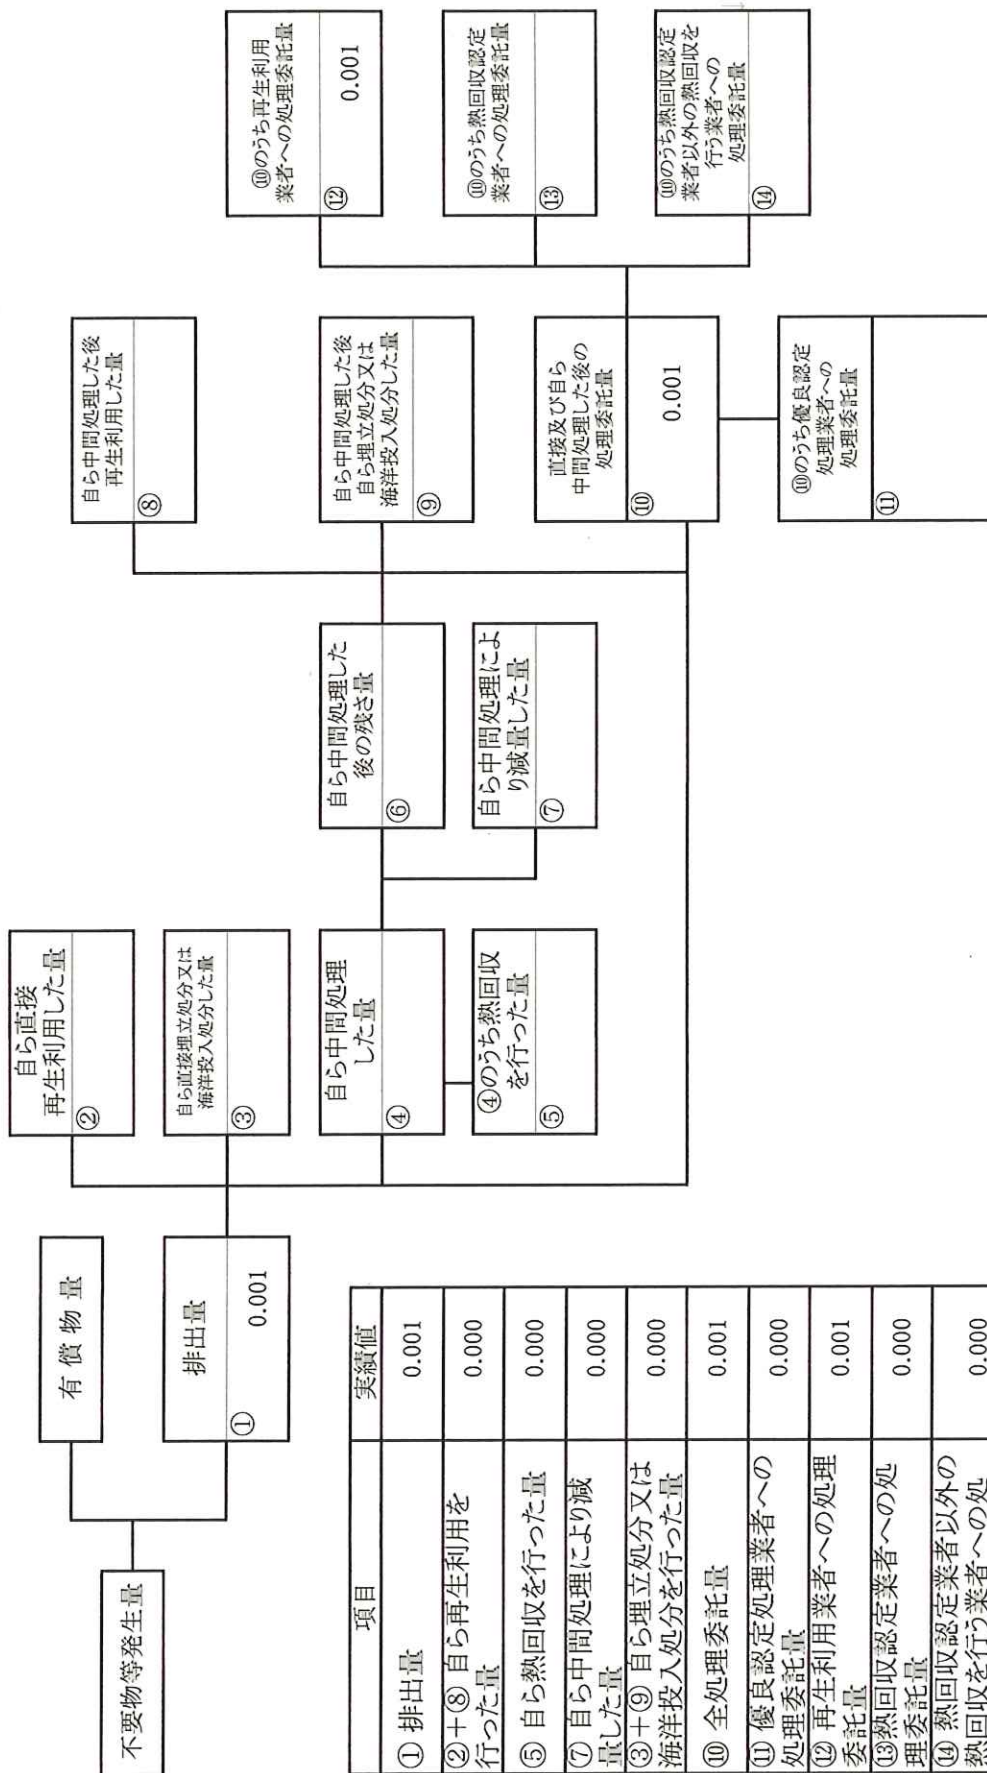 不要物等発生量
有償物量
排出量
①
0.001
自ら直接
再生利用した量
②
自ら直接埋立処分又は
海洋投入処分した量
③
自ら中間処理
した量
④
④のうち熱回収
を行った量
⑤
自ら中間処理した
後の残さ量
⑥
自ら中間処理によ
り減量した量
⑦
自ら中間処理した後
再生利用した量
⑧
自ら中間処理した後
自ら埋立処分又は
海洋投入処分した量
⑨
直接及び自ら
中間処理した後の
処理委託量
⑩
0.001
⑩のうち優良認定
処理業者への
処理委託量
⑪
⑩のうち再生利用
業者への処理委託量
⑫
0.001
⑩のうち熱回収認定
業者への処理委託量
⑬
⑩のうち熱回収認定
業者以外の熱回収を
行う業者への
処理委託量
⑭
項目 実績値
① 排出量 0.001
②+⑧ 自ら再生利用を
行った量 0.000
⑤ 自ら熱回収を行った量 0.000
⑦ 自ら中間処理により減
量した量 0.000
③+⑨ 自ら埋立処分又は
海洋投入処分を行った量 0.000
⑩ 全処理委託量 0.001
⑪ 優良認定処理業者への
処理委託量 0.000
⑫ 再生利用業者への処理
委託量 0.001
⑬熱回収認定業者への処
理委託量 0.000
⑭ 熱回収認定業者以外の
熱回収を行う業者への処 0.000